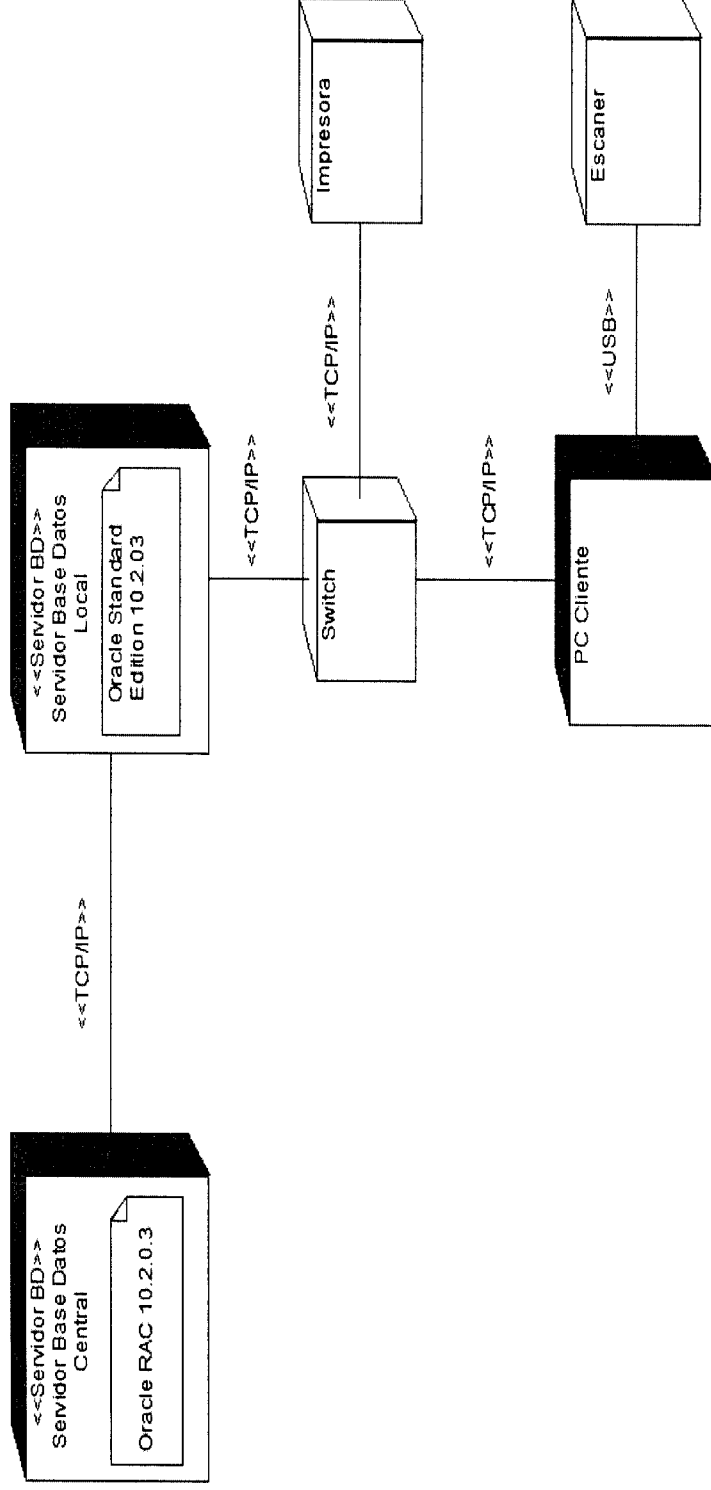 <<Servidor BD>>
Servidor Base Datos
Central
Oracle RAC 10.2.0.3
<<TCP/IP>>
<<Servidor BD>>
Servidor Base Datos
Local
Oracle Standard
Edition 10.2.03
<<TCP/IP>>
Switch
<<TCP/IP>>
Impresora
<<TCP/IP>>
PC Cliente
<<USB>>
Escaner